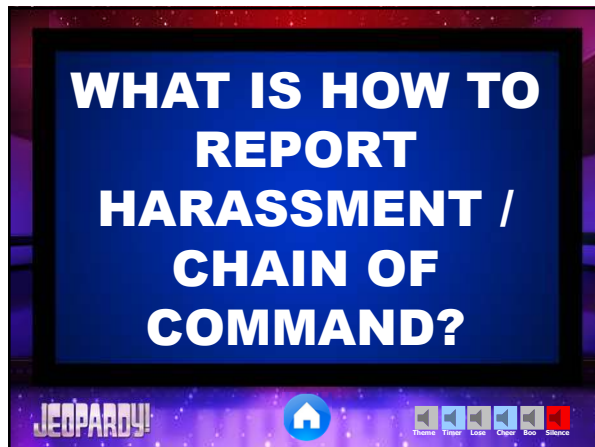 WHAT IS HOW TO
REPORT
HARASSMENT /
CHAIN OF
COMMAND?
JEOPARDY!
Theme Timer Lose Cheer Boo Silence